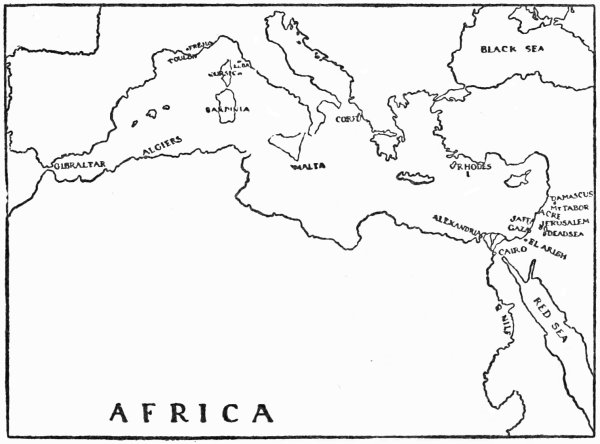 BLACK SEA
FREJUS
TOULON
ELBA
CORSICA
SARDINIA
CORFU
GIBRALTAR
ALGIERS
MALTA
RHODES
DAMASCUS
MT TABOR
ACRE
JAFFA
JERUSALEM
GAZA
DEAD SEA
ALEXANDRIA
EL ARISH
CAIRO
NILE
RED SEA
AFRICA